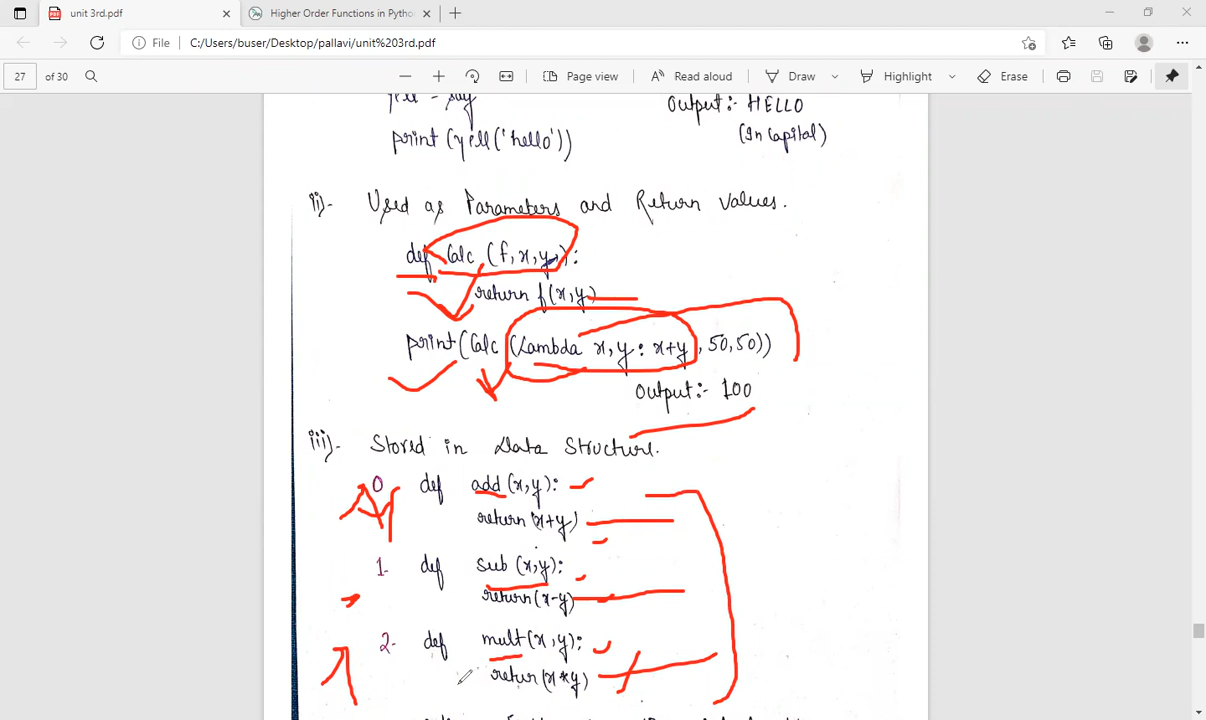 unit 3rd.pdf
Higher Order Functions in Pytho
File C:/Users/buser/Desktop/pallavi/unit%203rd.pdf
27 of 30 Page view Read aloud Draw Highlight Erase
yell = say Output:- HELLO
print (yell('hello')) (In Capital)
ii)- Used as Parameters and Return values.
def Calc (f,x,y):
return f(x,y)
print(Calc (Lambda x,y: x+y, 50,50))
Output:- 100
iii)- Stored in Data Structure.
0 def add (x,y):
return (x+y)
1- def sub (x,y):
return(x-y)
2- def mult(x,y):
retur(x*y)